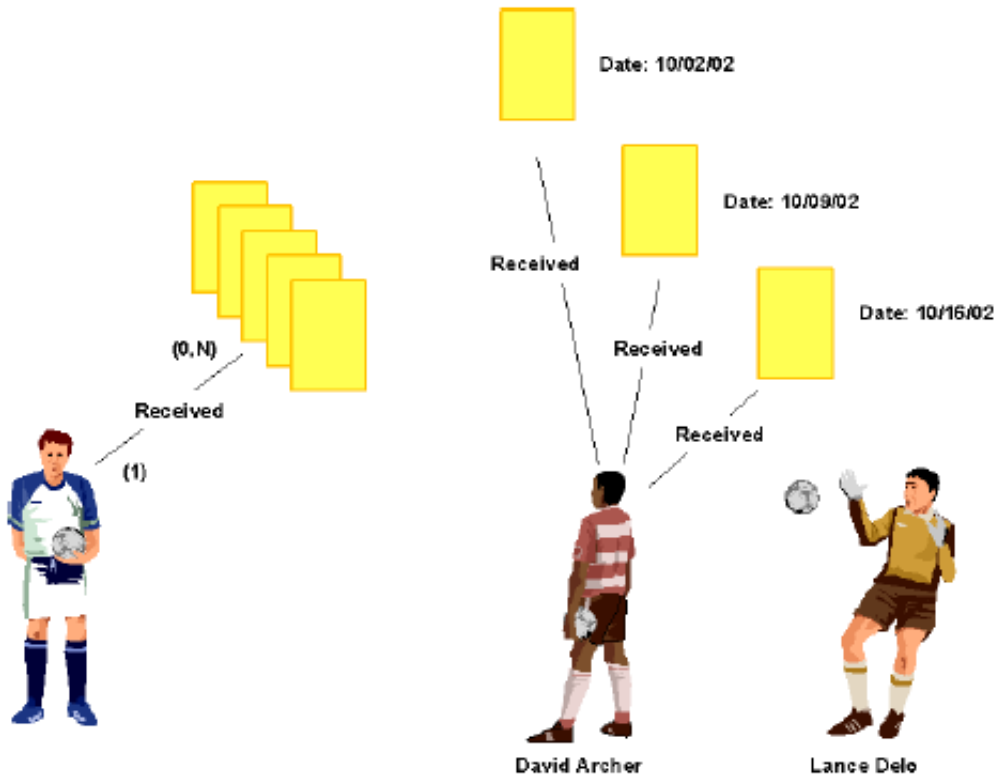 Date: 10/02/02
Date: 10/09/02
Received
Date: 10/16/02
(0,N)
Received
Received
Received
(1)
David Archer
Lance Delo